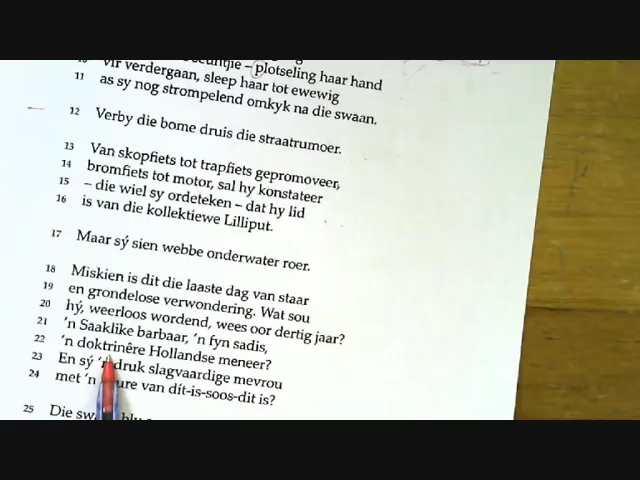 plotseling haar hand
vir verdergaan, sleep haar tot ewewig
11 as sy nog strompelend omkyk na die swaan.
12 Verby die bome druis die straatrumoer.
13 Van skopfiets tot trapfiets gepromoveer,
14 bromfiets tot motor, sal hy konstateer
15 – die wiel sy ordeteken – dat hy lid
16 is van die kollektiewe Lilliput.
17 Maar sý sien webbe onderwater roer.
18 Miskien is dit die laaste dag van staar
19 en grondelose verwondering. Wat sou
20 hý, weerloos wordend, wees oor dertig jaar?
21 'n Saaklike barbaar, 'n fyn sadis,
22 'n doktrinêre Hollandse meneer?
23 En sý 'n druk slagvaardige mevrou
24 met 'n van dít-is-soos-dit is?
25 Die